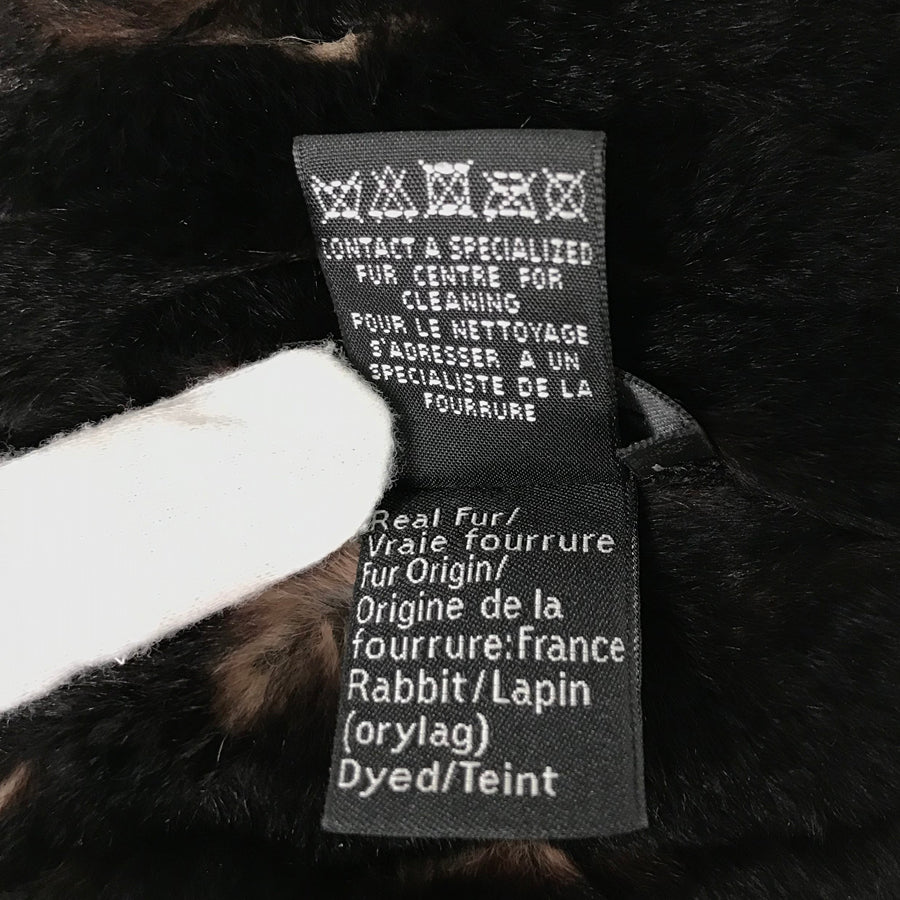 CONTACT A SPECIALIZED
FUR CENTRE FOR
CLEANING
POUR LE NETTOYAGE
S'ADRESSER A UN
SPECIALISTE DE LA
FOURRURE
Real Fur/
Vraie fourrure
Fur Origin/
Origine de la
fourrure:France
Rabbit/Lapin
(orylag)
Dyed/Teint